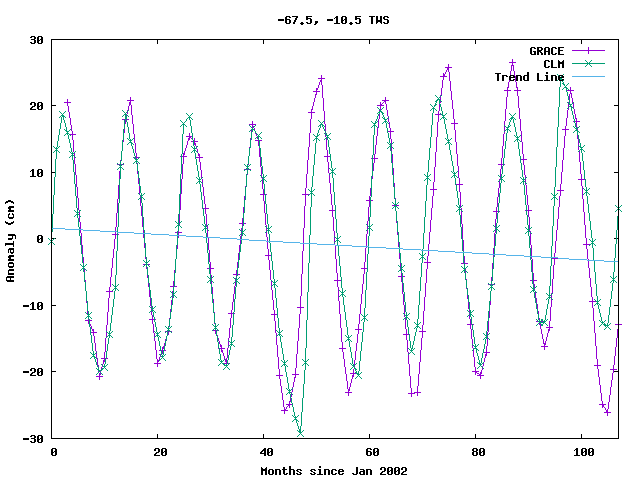 -67.5, -10.5 TWS
GRACE
CLM
Trend Line
30
20
10
0
-10
-20
-30
Anomaly (cm)
0 20 40 60 80 100
Months since Jan 2002